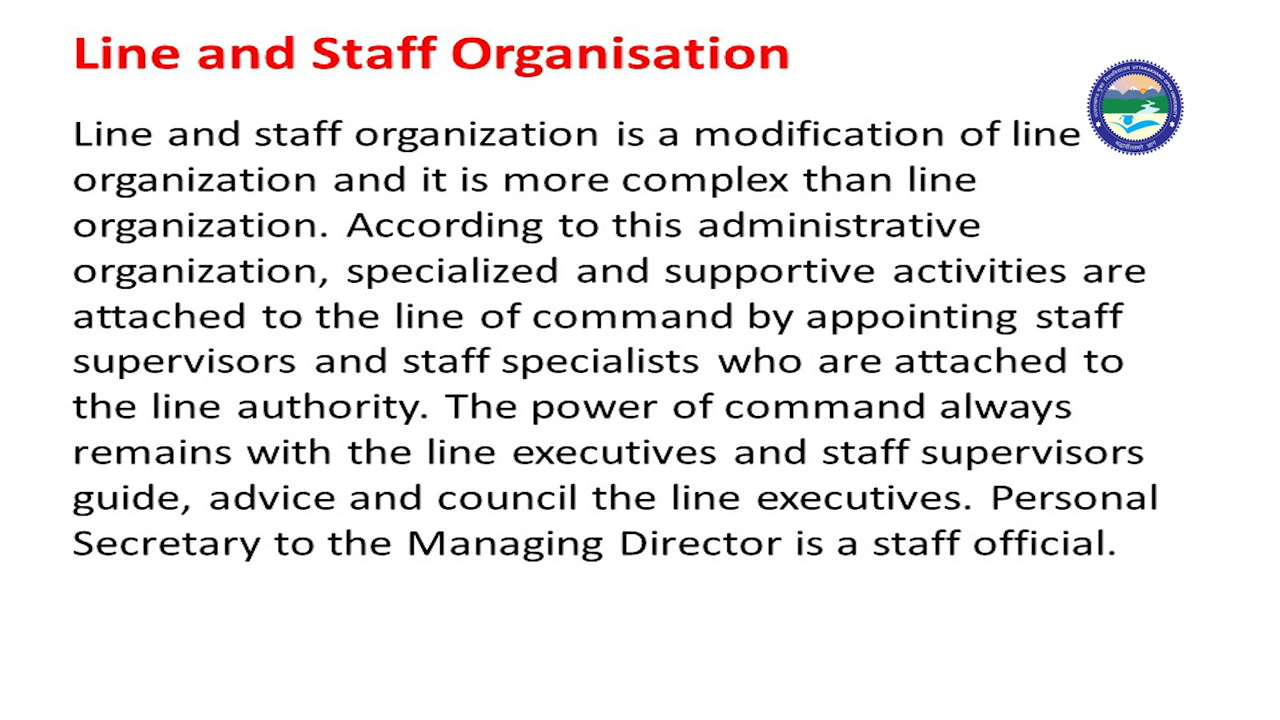 Line and Staff Organisation
Line and staff organization is a modification of line
organization and it is more complex than line
organization. According to this administrative
organization, specialized and supportive activities are
attached to the line of command by appointing staff
supervisors and staff specialists who are attached to
the line authority. The power of command always
remains with the line executives and staff supervisors
guide, advice and council the line executives. Personal
Secretary to the Managing Director is a staff official.
UTTARAKHAND OPEN UNIVERSITY